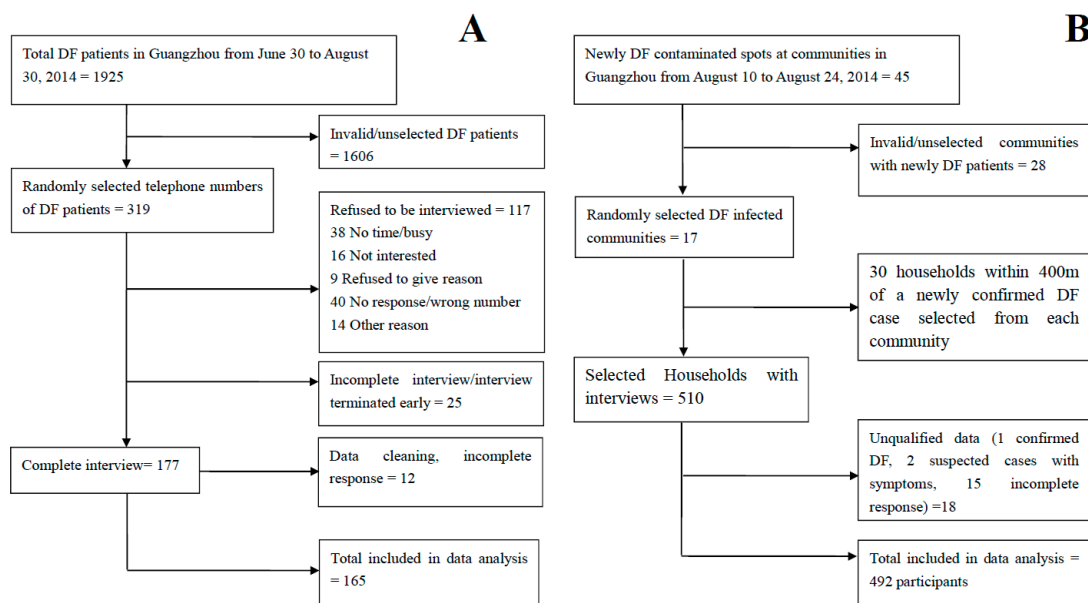 A
Total DF patients in Guangzhou from June 30 to August
30, 2014 = 1925
Invalid/unselected DF patients
= 1606
Randomly selected telephone numbers
of DF patients = 319
Refused to be interviewed = 117
38 No time/busy
16 Not interested
9 Refused to give reason
40 No response/wrong number
14 Other reason
Incomplete interview/interview
terminated early = 25
Complete interview= 177
Data cleaning, incomplete
response = 12
Total included in data analysis
= 165
B
Newly DF contaminated spots at communities in
Guangzhou from August 10 to August 24, 2014 = 45
Invalid/unselected communities
with newly DF patients = 28
Randomly selected DF infected
communities = 17
30 households within 400m
of a newly confirmed DF
case selected from each
community
Selected Households with
interviews = 510
Unqualified data (1 confirmed
DF, 2 suspected cases with
symptoms, 15 incomplete
response) =18
Total included in data analysis =
492 participants